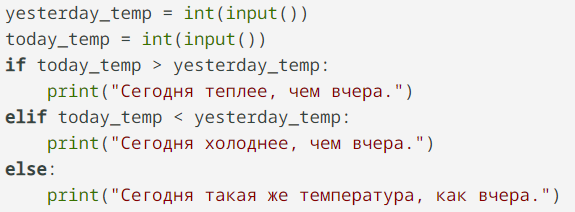 yesterday_temp = int(input())
today_temp = int(input())
if today_temp > yesterday_temp:
    print("Сегодня теплее, чем вчера.")
elif today_temp < yesterday_temp:
    print("Сегодня холоднее, чем вчера.")
else:
    print("Сегодня такая же температура, как вчера.")